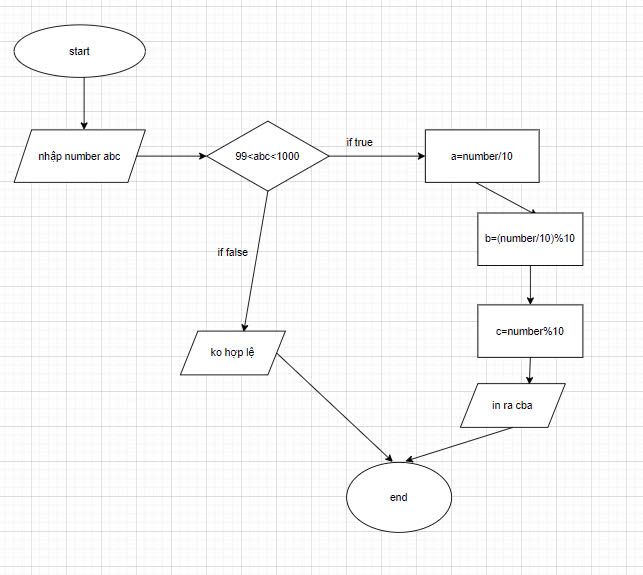 start
nhập number abc
99<abc<1000
if true
a=number/10
b=(number/10)%10
if false
c=number%10
ko hợp lệ
in ra cba
end